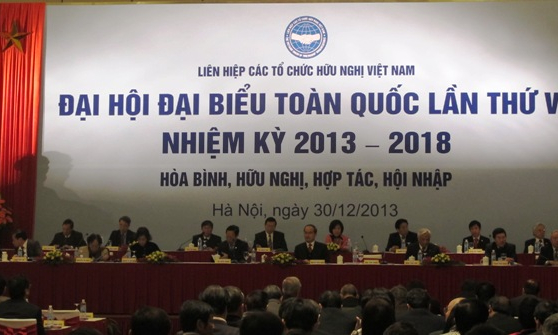 LIÊN HIỆP CÁC TỔ CHỨC HỮU NGHỊ VIỆT NAM
ĐẠI HỘI ĐẠI BIỂU TOÀN QUỐC LẦN THỨ V
NHIỆM KỲ 2013 – 2018
HÒA BÌNH, HỮU NGHỊ, HỢP TÁC, HỘI NHẬP
Hà Nội, ngày 30/12/2013